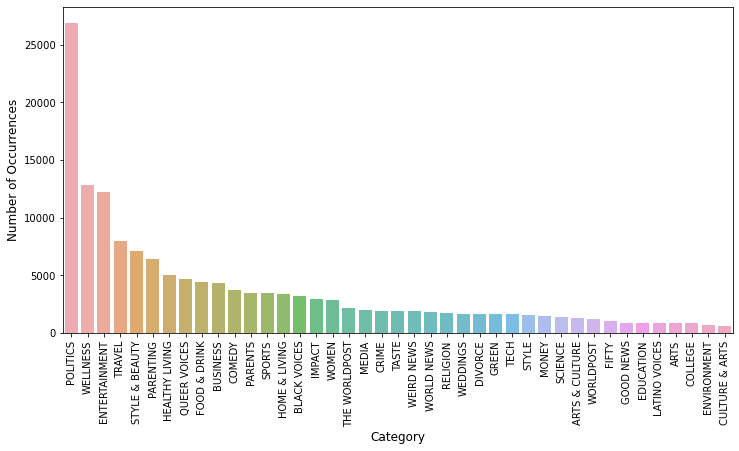 Number of Occurrences
25000
20000
15000
10000
5000
0
POLITICS
WELLNESS
ENTERTAINMENT
TRAVEL
STYLE & BEAUTY
PARENTING
HEALTHY LIVING
QUEER VOICES
FOOD & DRINK
BUSINESS
COMEDY
PARENTS
SPORTS
HOME & LIVING
BLACK VOICES
IMPACT
WOMEN
THE WORLDPOST
MEDIA
CRIME
TASTE
WEIRD NEWS
WORLD NEWS
RELIGION
WEDDINGS
DIVORCE
GREEN
TECH
STYLE
MONEY
SCIENCE
ARTS & CULTURE
WORLDPOST
FIFTY
GOOD NEWS
EDUCATION
LATINO VOICES
ARTS
COLLEGE
ENVIRONMENT
CULTURE & ARTS
Category